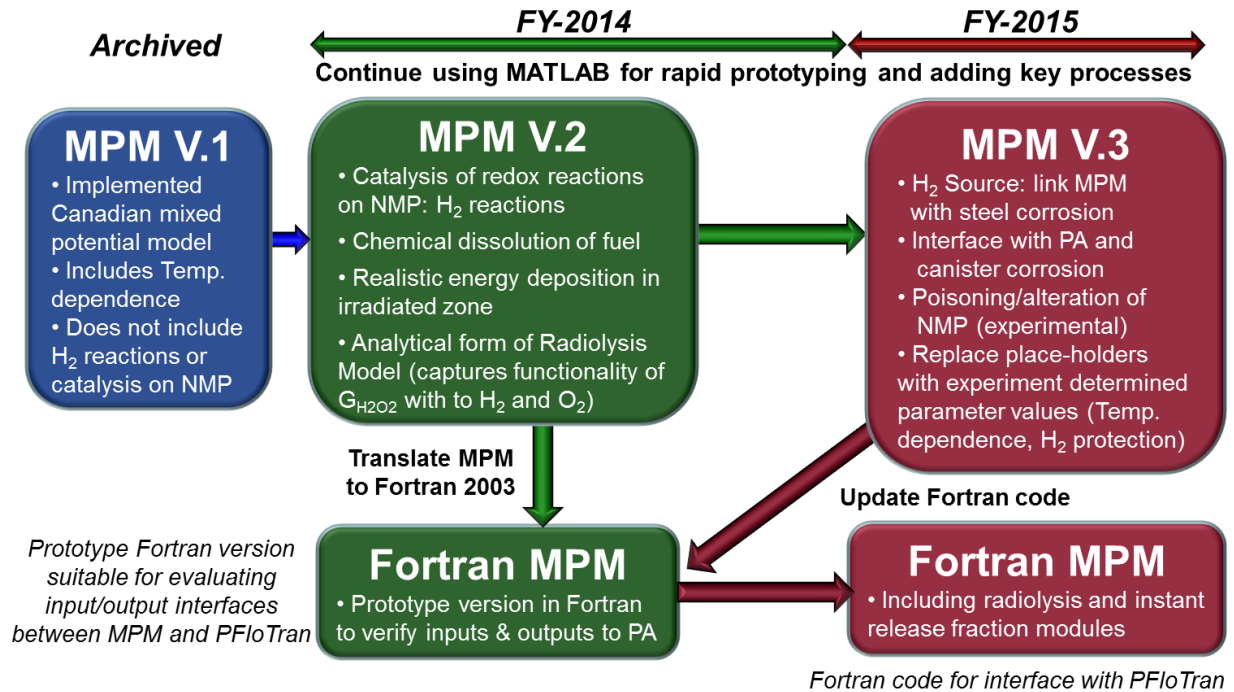 Archived
FY-2014
FY-2015
Continue using MATLAB for rapid prototyping and adding key processes
MPM V.1
• Implemented
Canadian mixed
potential model
• Includes Temp.
dependence
• Does not include
H₂ reactions or
catalysis on NMP
MPM V.2
• Catalysis of redox reactions
on NMP: H₂ reactions
• Chemical dissolution of fuel
• Realistic energy deposition in
irradiated zone
• Analytical form of Radiolysis
Model (captures functionality of
G_H2O2 with to H₂ and O₂)
MPM V.3
• H₂ Source: link MPM
with steel corrosion
• Interface with PA and
canister corrosion
• Poisoning/alteration of
NMP (experimental)
• Replace place-holders
with experiment determined
parameter values (Temp.
dependence, H₂ protection)
Translate MPM
to Fortran 2003
Update Fortran code
Prototype Fortran version
suitable for evaluating
input/output interfaces
between MPM and PFloTran
Fortran MPM
• Prototype version in Fortran
to verify inputs & outputs to PA
Fortran MPM
• Including radiolysis and instant
release fraction modules
Fortran code for interface with PFloTran